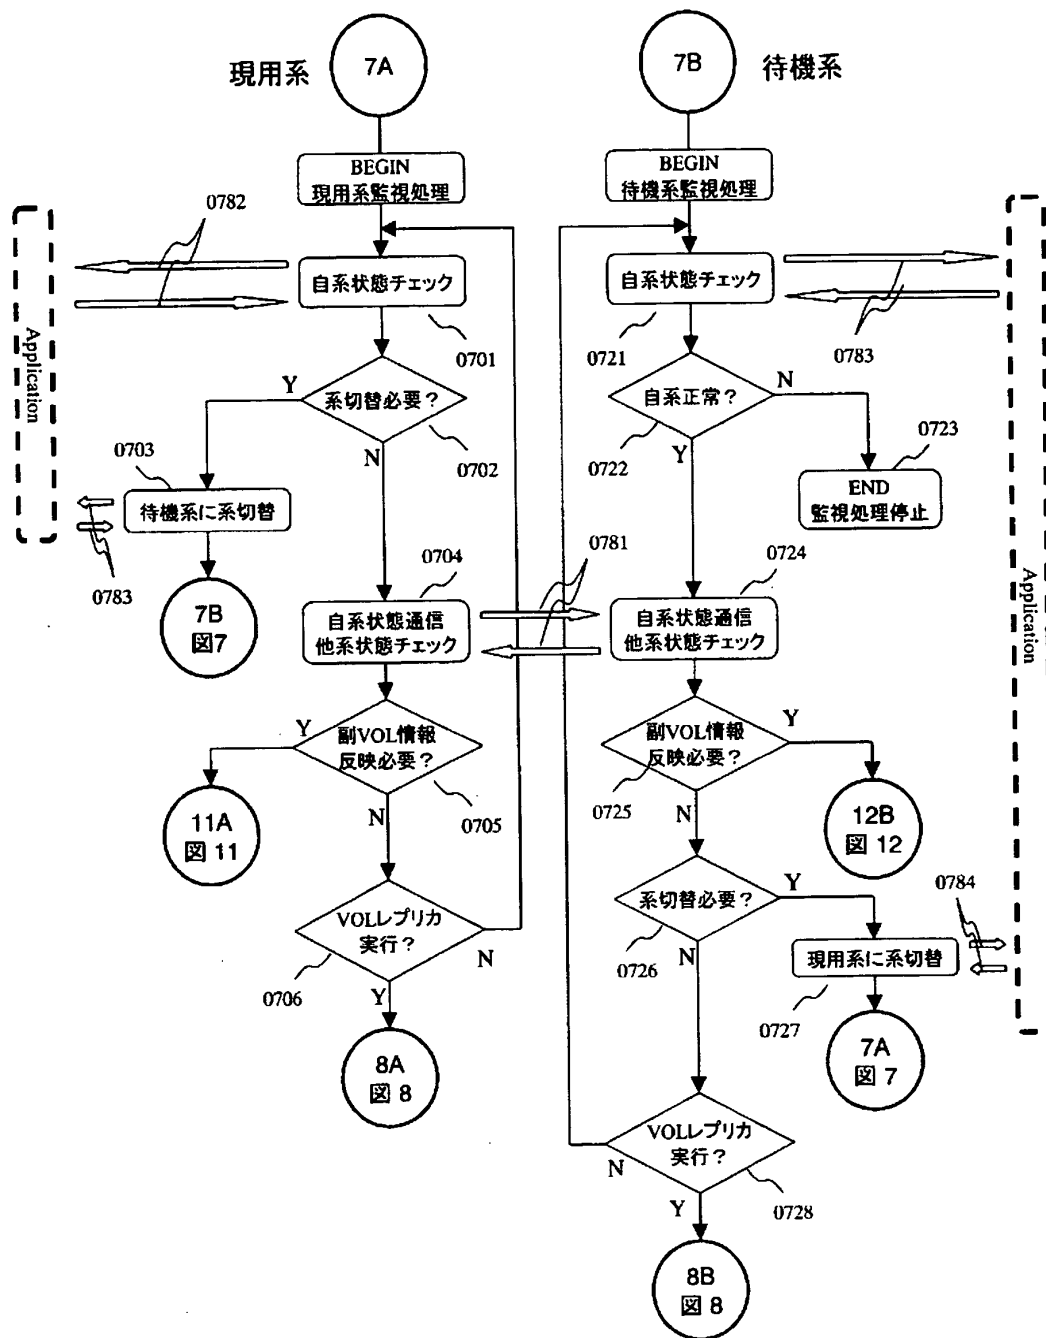 現用系
7A
BEGIN
現用系監視処理
0782
自系状態チェック
0701
Application
Y
系切替必要?
0702
N
0703
待機系に系切替
0783
7B
図7
0704
自系状態通信
他系状態チェック
0781
Y
副VOL情報
反映必要?
0705
N
11A
図 11
VOLレプリカ
実行?
N
0706
Y
8A
図 8
7B
待機系
BEGIN
待機系監視処理
自系状態チェック
0721
0783
自系正常?
N
0722
Y
0723
END
監視処理停止
0724
自系状態通信
他系状態チェック
Application
副VOL情報
反映必要?
Y
0725
N
12B
図 12
系切替必要?
Y
0726
N
0784
現用系に系切替
0727
7A
図 7
VOLレプリカ
実行?
N
0728
Y
8B
図 8